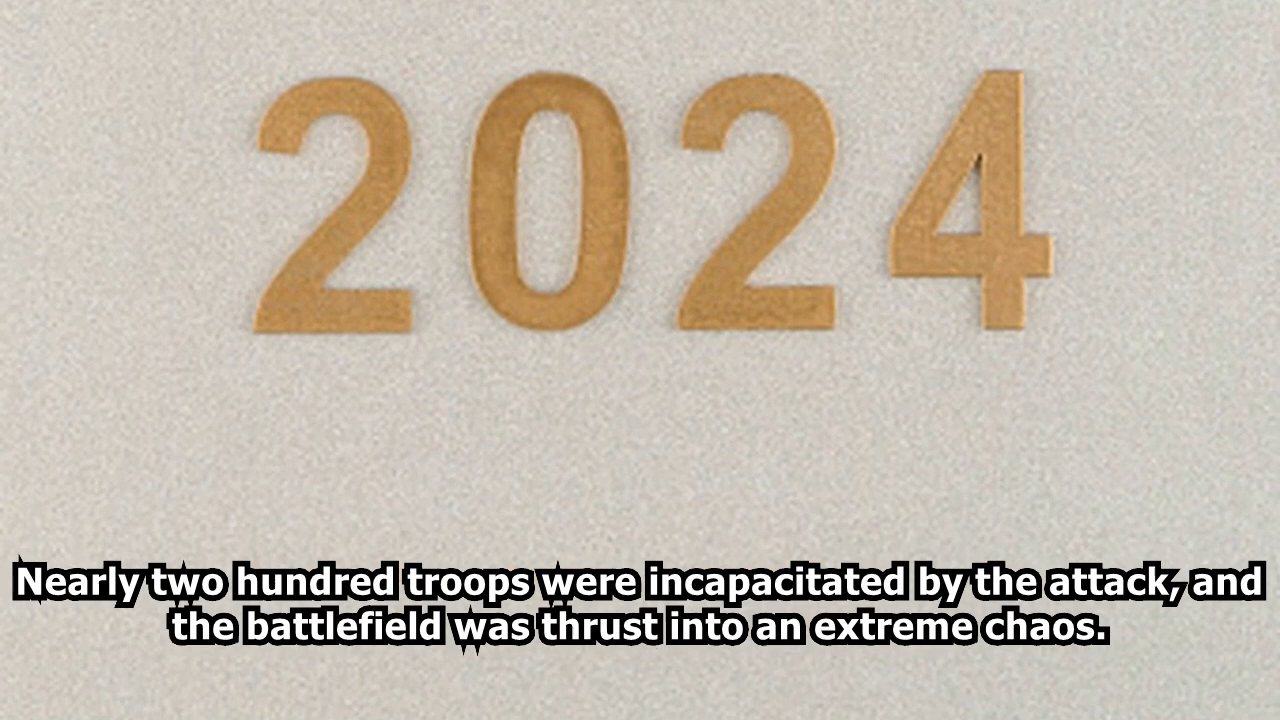 2024
Nearly two hundred troops were incapacitated by the attack, and
the battlefield was thrust into an extreme chaos.